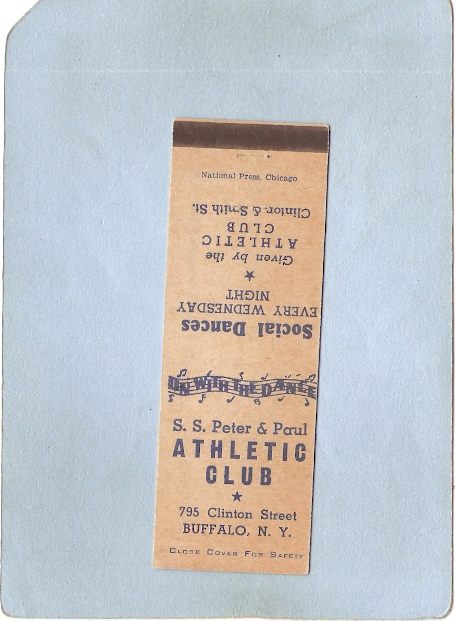 National Press, Chicago
Social Dances
EVERY WEDNESDAY
NIGHT
Given by the
ATHLETIC
CLUB
Clinton & Smith St.
ON WITH THE DANCE
S. S. Peter & Paul
ATHLETIC
CLUB
795 Clinton Street
BUFFALO, N. Y.
Close Cover For Safety